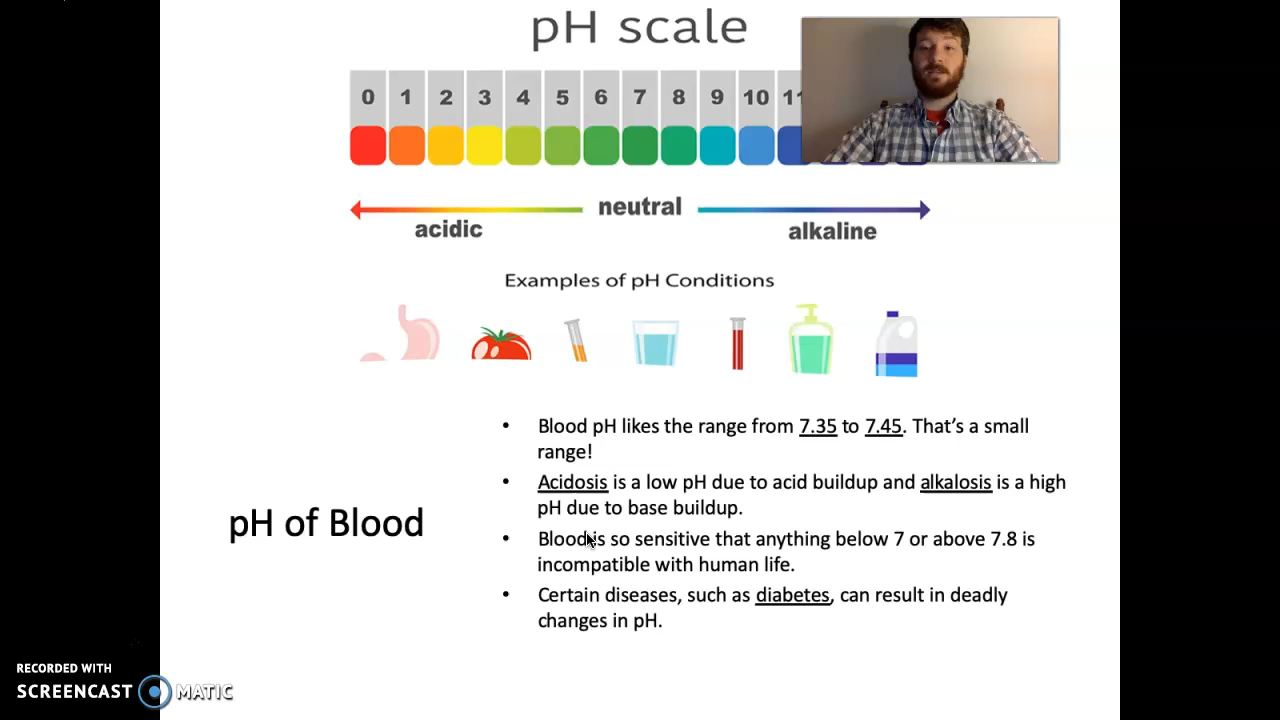 pH scale
0 1 2 3 4 5 6 7 8 9 10 11
neutral
acidic
alkaline
Examples of pH Conditions
• Blood pH likes the range from 7.35 to 7.45. That's a small
range!
• Acidosis is a low pH due to acid buildup and alkalosis is a high
pH due to base buildup.
pH of Blood
• Blood is so sensitive that anything below 7 or above 7.8 is
incompatible with human life.
• Certain diseases, such as diabetes, can result in deadly
changes in pH.
RECORDED WITH
SCREENCAST MATIC